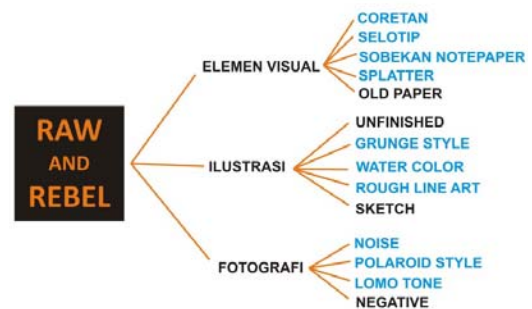 RAW
AND
REBEL
ELEMEN VISUAL
CORETAN
SELOTIP
SOBEKAN NOTEPAPER
SPLATTER
OLD PAPER
ILUSTRASI
UNFINISHED
GRUNGE STYLE
WATER COLOR
ROUGH LINE ART
SKETCH
FOTOGRAFI
NOISE
POLAROID STYLE
LOMO TONE
NEGATIVE